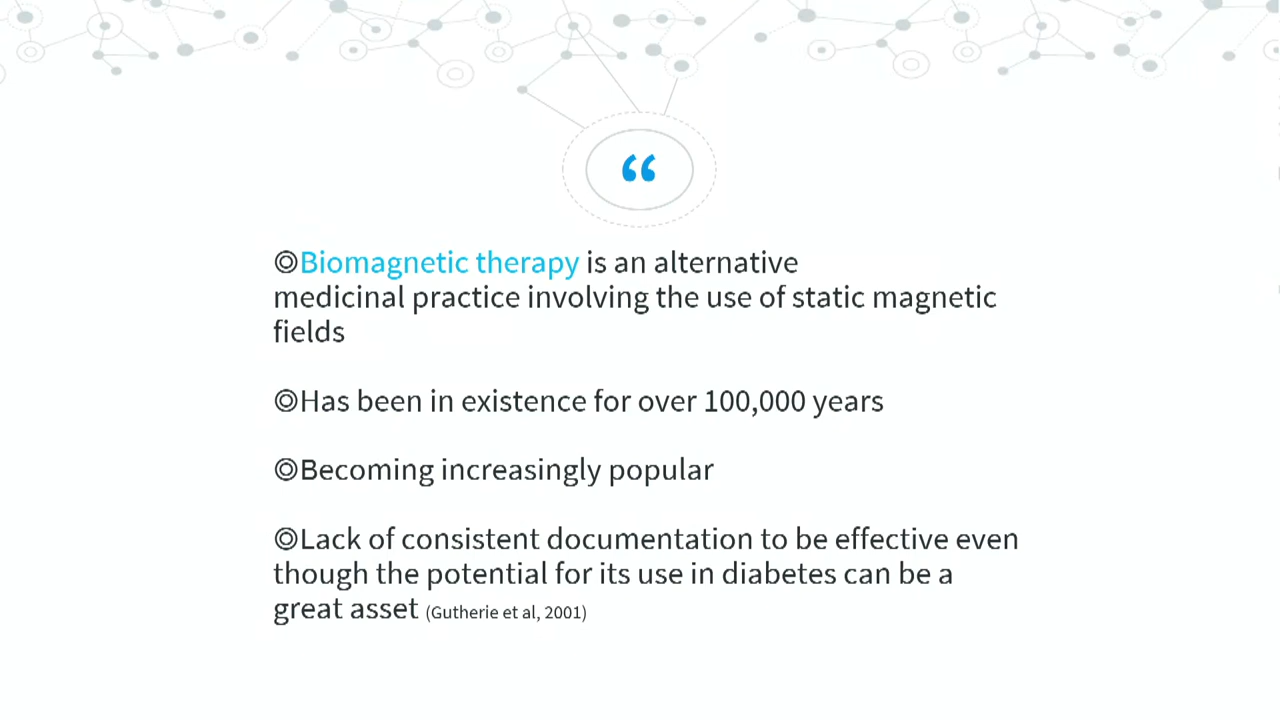 “
◎Biomagnetic therapy is an alternative
medicinal practice involving the use of static magnetic
fields
◎Has been in existence for over 100,000 years
◎Becoming increasingly popular
◎Lack of consistent documentation to be effective even
though the potential for its use in diabetes can be a
great asset (Gutherie et al, 2001)